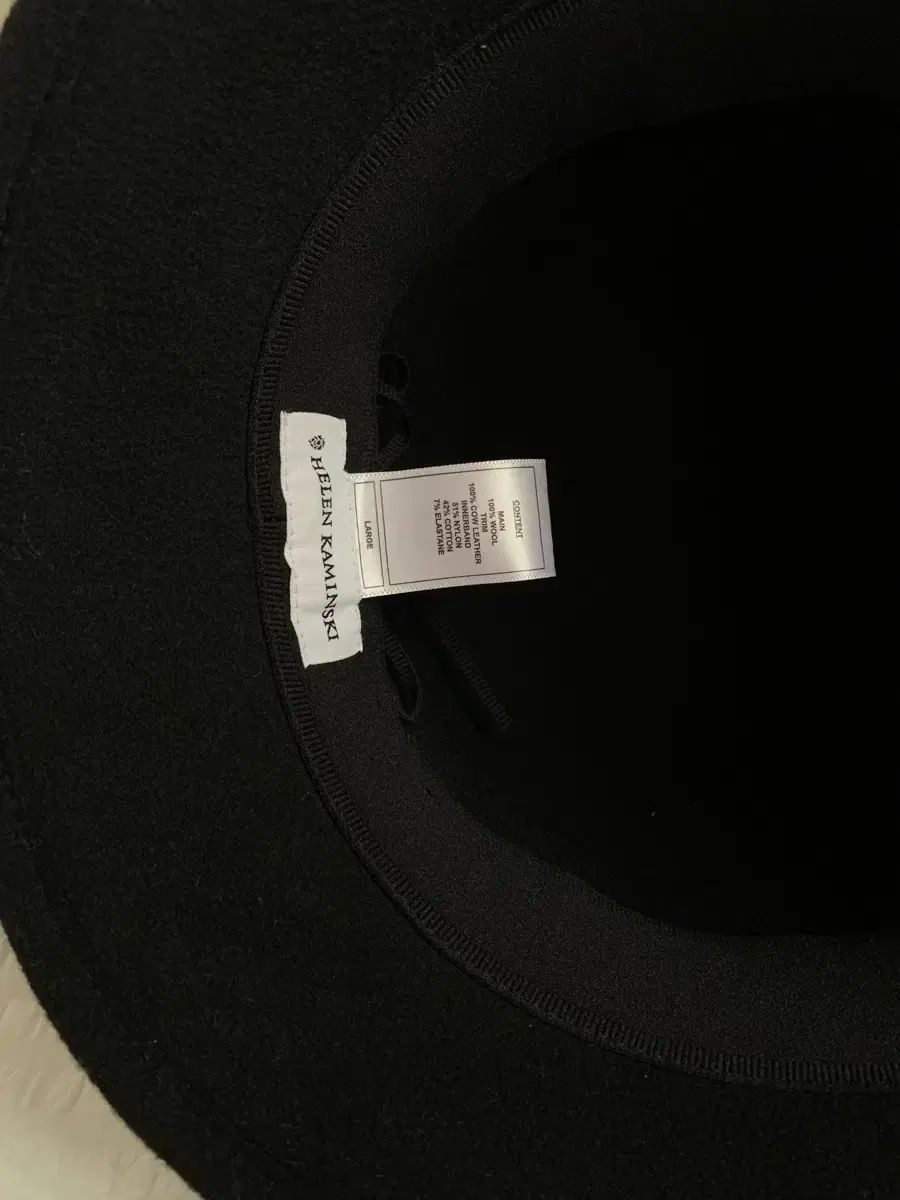 HELEN KAMINSKI
LARGE
CONTENT
MAIN
100% WOOL
TRIM
100% COW LEATHER
INNERBAND
51% NYLON
42% COTTON
7% ELASTANE